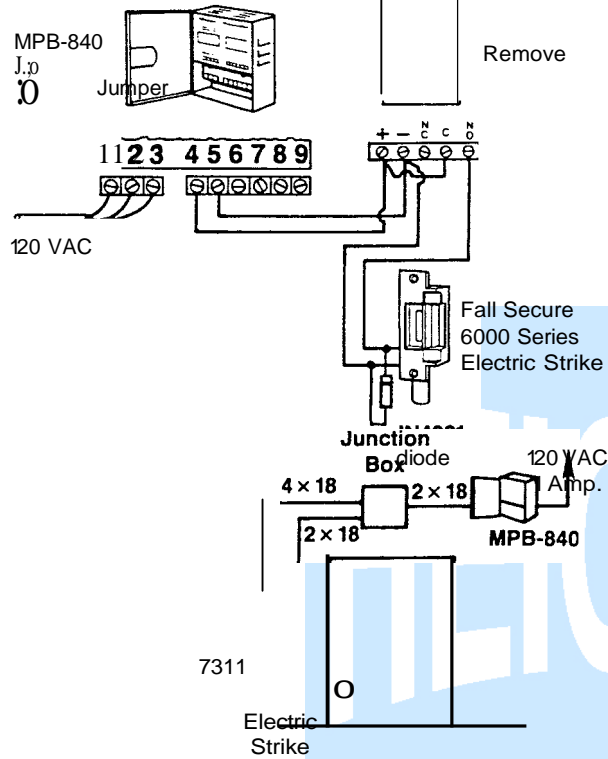 MPB-840
J.;o
:O Jumper
Remove
+ - NC C NO
11 2 3 4 5 6 7 8 9
120 VAC
Fall Secure
6000 Series
Electric Strike
Junction
Box
diode
120 VAC
1 Amp.
4 × 18
2 × 18
2 × 18
MPB-840
7311
O
Electric
Strike